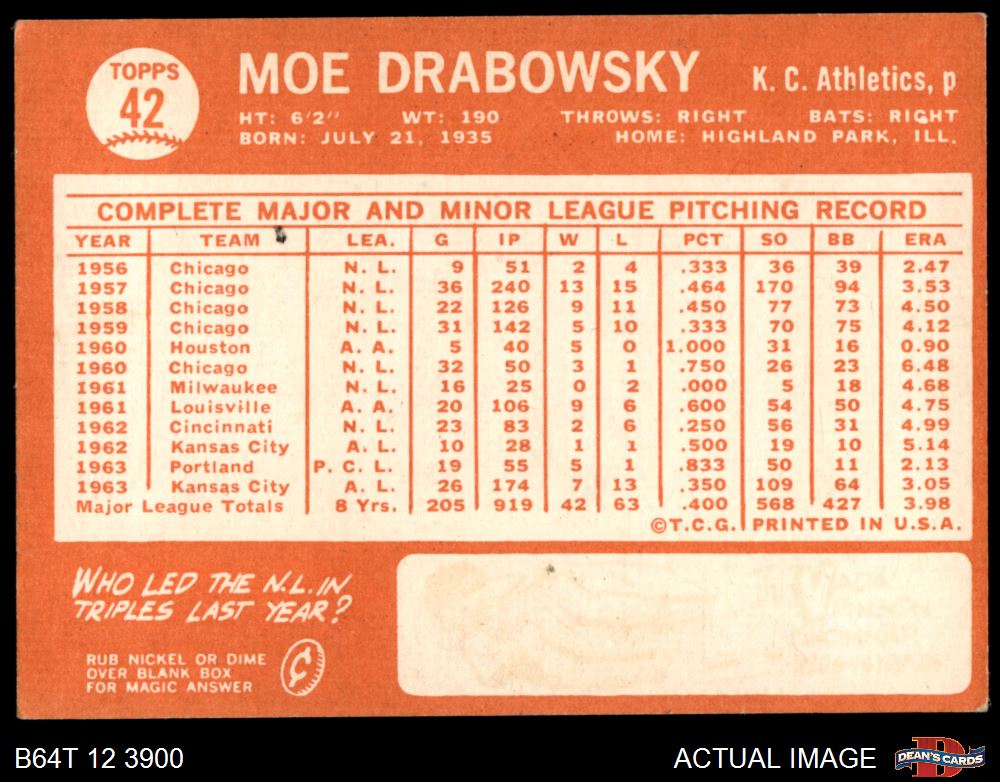 TOPPS
42
MOE DRABOWSKY
K. C. Athletics, p
HT: 6'2" WT: 190 THROWS: RIGHT BATS: RIGHT
BORN: JULY 21, 1935 HOME: HIGHLAND PARK, ILL.
COMPLETE MAJOR AND MINOR LEAGUE PITCHING RECORD
YEAR TEAM LEA. G IP W L PCT SO BB ERA
1956 Chicago N. L. 9 51 2 4 .333 36 39 2.47
1957 Chicago N. L. 36 240 13 15 .464 170 94 3.53
1958 Chicago N. L. 22 126 9 11 .450 77 73 4.50
1959 Chicago N. L. 31 142 5 10 .333 70 75 4.12
1960 Houston A. A. 5 40 5 0 1.000 31 16 0.90
1960 Chicago N. L. 32 50 3 1 .750 26 23 6.48
1961 Milwaukee N. L. 16 25 0 2 .000 5 18 4.68
1961 Louisville A. A. 20 106 9 6 .600 54 50 4.75
1962 Cincinnati N. L. 23 83 2 6 .250 56 31 4.99
1962 Kansas City A. L. 10 28 1 1 .500 19 10 5.14
1963 Portland P. C. L. 19 55 5 1 .833 50 11 2.13
1963 Kansas City A. L. 26 174 7 13 .350 109 64 3.05
Major League Totals 8 Yrs. 205 919 42 63 .400 568 427 3.98
©T.C.G. PRINTED IN U.S.A.
WHO LED THE N.L. IN
TRIPLES LAST YEAR?
RUB NICKEL OR DIME
OVER BLANK BOX
FOR MAGIC ANSWER
B64T 12 3900
ACTUAL IMAGE
DEAN'S CARDS